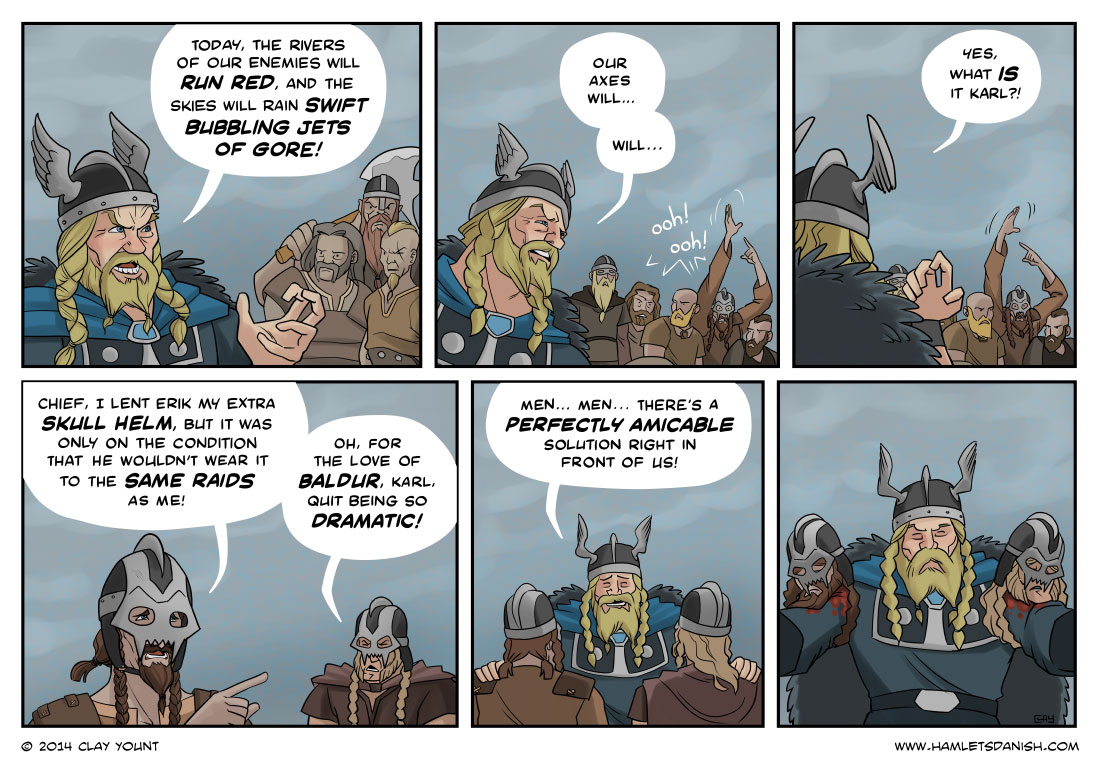 TODAY, THE RIVERS
OF OUR ENEMIES WILL
RUN RED, AND THE
SKIES WILL RAIN SWIFT
BUBBLING JETS
OF GORE!
OUR
AXES
WILL...
WILL...
ooh!
ooh!
YES,
WHAT IS
IT KARL?!
CHIEF, I LENT ERIK MY EXTRA
SKULL HELM, BUT IT WAS
ONLY ON THE CONDITION
THAT HE WOULDN'T WEAR IT
TO THE SAME RAIDS
AS ME!
OH, FOR
THE LOVE OF
BALDUR, KARL,
QUIT BEING SO
DRAMATIC!
MEN... MEN... THERE'S A
PERFECTLY AMICABLE
SOLUTION RIGHT IN
FRONT OF US!
CLAY
© 2014 CLAY YOUNT
WWW.HAMLETSDANISH.COM